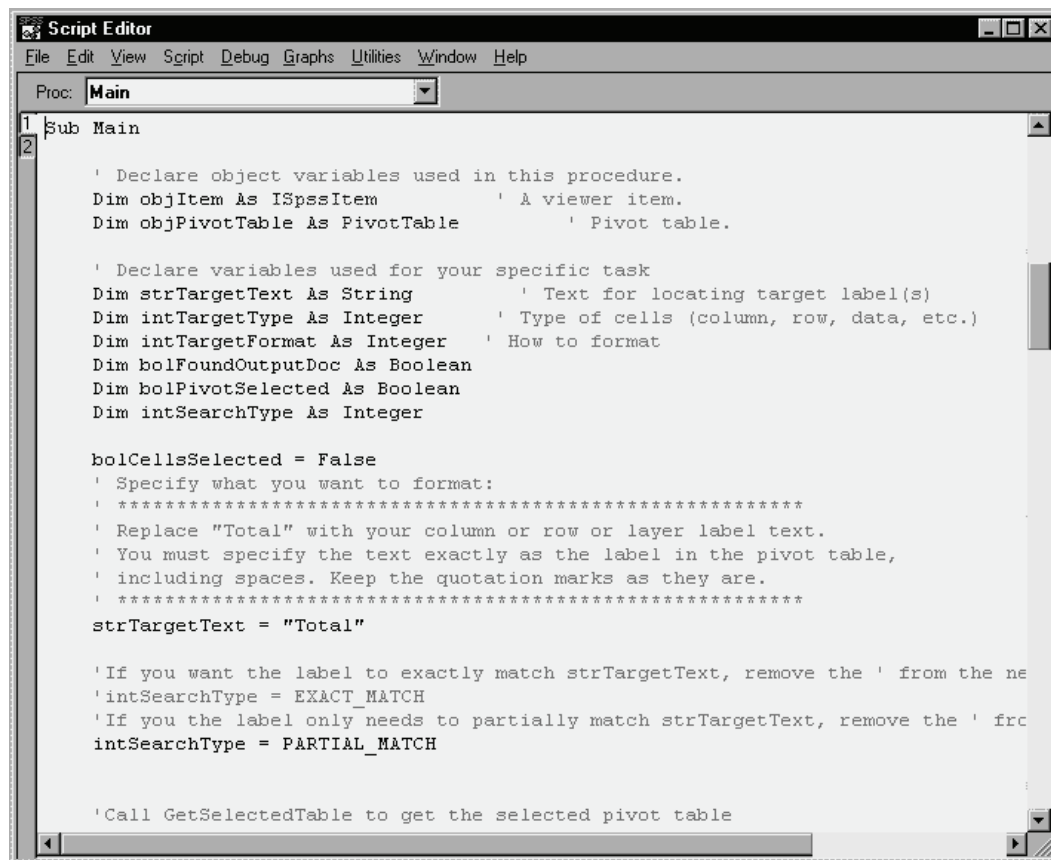 SPSS
Script Editor
File Edit View Script Debug Graphs Utilities Window Help
Proc: Main
1
2
Sub Main
' Declare object variables used in this procedure.
Dim objItem As ISpssItem ' A viewer item.
Dim objPivotTable As PivotTable ' Pivot table.
' Declare variables used for your specific task
Dim strTargetText As String ' Text for locating target label(s)
Dim intTargetType As Integer ' Type of cells (column, row, data, etc.)
Dim intTargetFormat As Integer ' How to format
Dim bolFoundOutputDoc As Boolean
Dim bolPivotSelected As Boolean
Dim intSearchType As Integer
bolCellsSelected = False
' Specify what you want to format:
' *********************************************************
' Replace "Total" with your column or row or layer label text.
' You must specify the text exactly as the label in the pivot table,
' including spaces. Keep the quotation marks as they are.
' *********************************************************
strTargetText = "Total"
'If you want the label to exactly match strTargetText, remove the ' from the ne
'intSearchType = EXACT_MATCH
'If you the label only needs to partially match strTargetText, remove the ' fro
intSearchType = PARTIAL_MATCH
'Call GetSelectedTable to get the selected pivot table